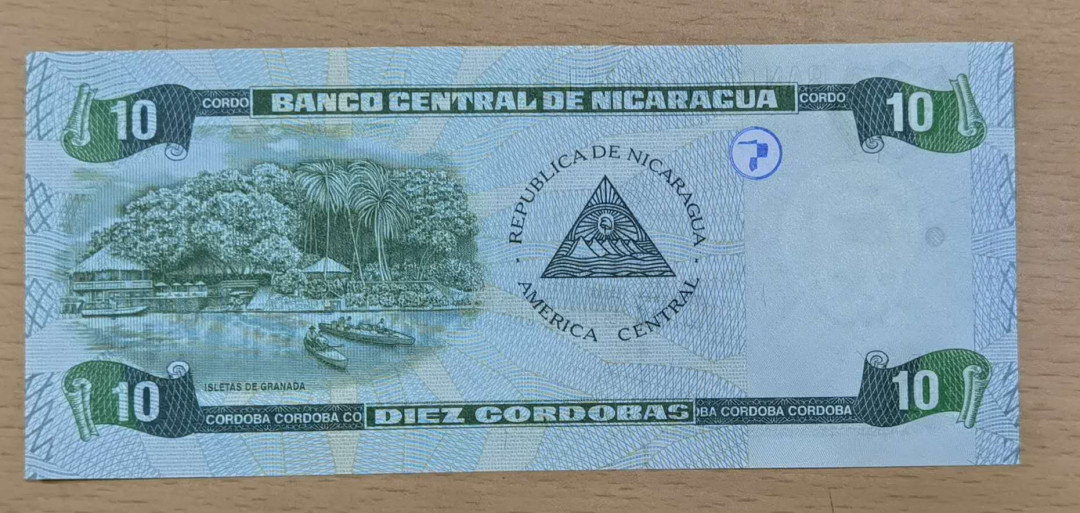 10
CORDO
BANCO CENTRAL DE NICARAGUA
CORDO
10
· REPUBLICA DE NICARAGUA ·
AMERICA CENTRAL
ISLETAS DE GRANADA
10
CORDOBA CORDOBA CO
DIEZ CORDOBAS
BA CORDOBA CORDOBA
10